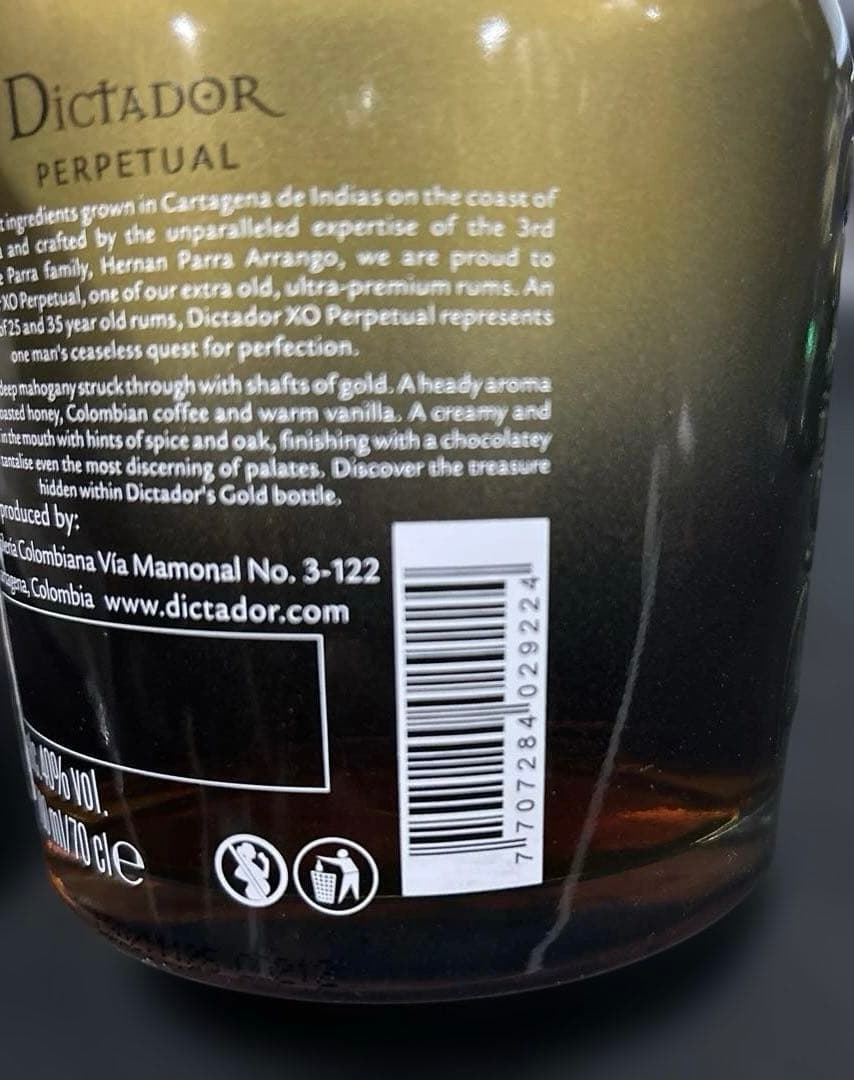 DICTADOR
PERPETUAL
ingredients grown in Cartagena de Indias on the coast of
and crafted by the unparalleled expertise of the 3rd
Parra family, Hernan Parra Arrango, we are proud to
XO Perpetual, one of our extra old, ultra-premium rums. An
of 25 and 35 year old rums, Dictador XO Perpetual represents
one man's ceaseless quest for perfection.
deep mahogany struck through with shafts of gold. A heady aroma
honey, Colombian coffee and warm vanilla. A creamy and
in the mouth with hints of spice and oak, finishing with a chocolatey
tantalise even the most discerning of palates. Discover the treasure
hidden within Dictador's Gold bottle.
produced by:
Colombiana Vía Mamonal No. 3-122
Colombia www.dictador.com
40% vol.
ml/70 cl e
7 707284 029224